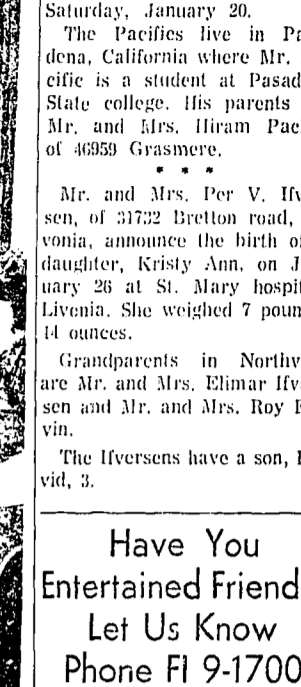 Saturday, January 20.
The Pacifics live in Pa
dena, California where Mr.
cific is a student at Pasad
State college. His parents
Mr. and Mrs. Hiram Pac
of 46959 Grasmere.
* * *
Mr. and Mrs. Per V. Ifv
sen, of 31732 Bretton road,
vonia, announce the birth o
daughter, Kristy Ann, on J
uary 26 at St. Mary hospit
Livonia. She weighed 7 poun
14 ounces.
Grandparents in Northv
are Mr. and Mrs. Elimar Ifv
sen and Mr. and Mrs. Roy E
vin.
The Ifversens have a son,
vid, 3.
Have You
Entertained Friend
Let Us Know
Phone FI 9-1700